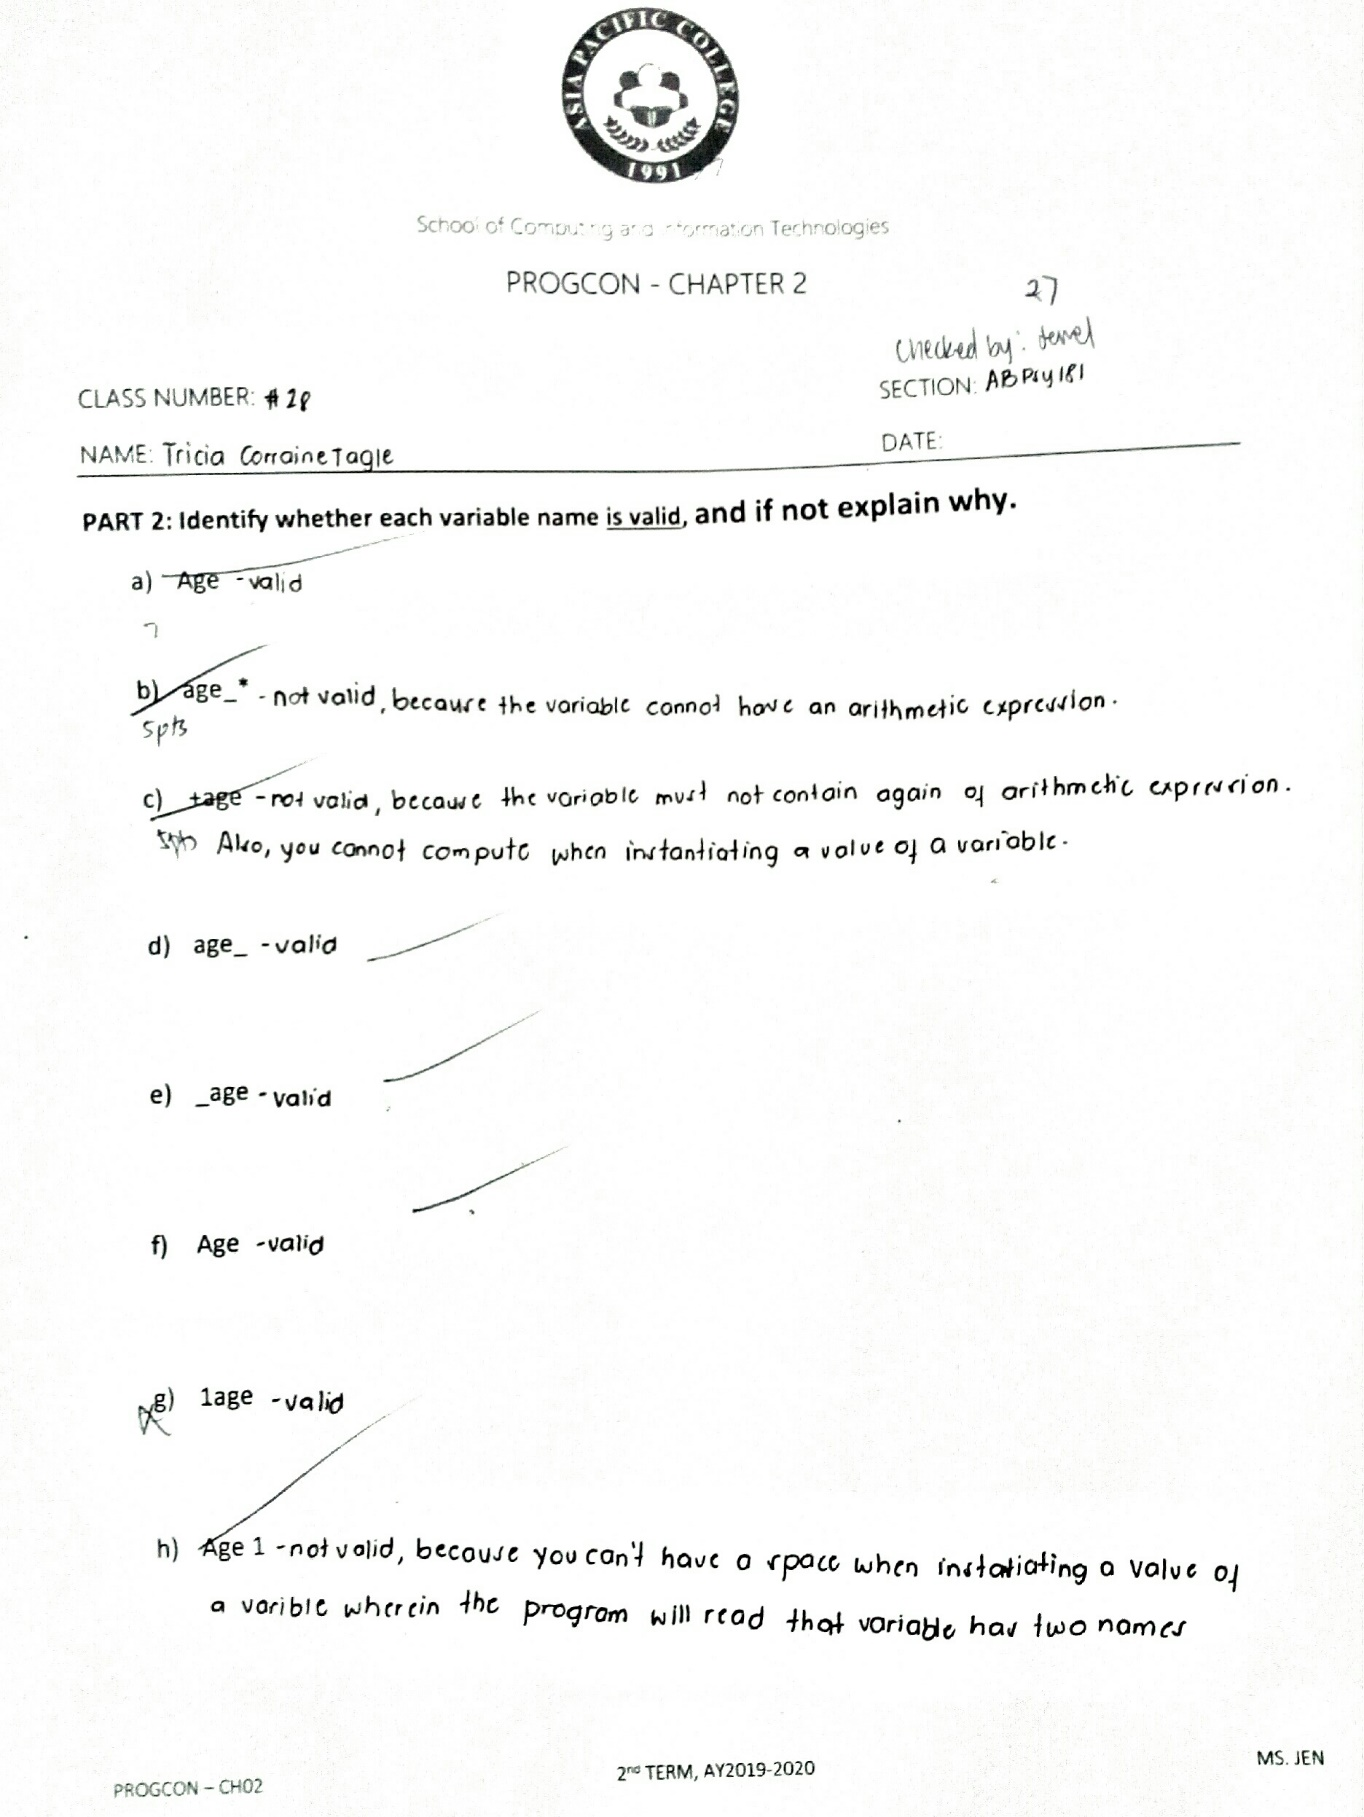 ASIA PACIFIC COLLEGE
1991
School of Computing and Information Technologies
PROGCON - CHAPTER 2
27
Checked by: Jewel
CLASS NUMBER: #28
SECTION: ABPsy181
NAME: Tricia Corraine Tagle
DATE:
PART 2: Identify whether each variable name is valid, and if not explain why.
a) Age - valid
7
b) age_* - not valid, because the variable cannot have an arithmetic expression.
5pts
c) +age - not valid, because the variable must not contain again of arithmetic expression.
5pts Also, you cannot compute when instantiating a value of a variable.
d) age_ - valid
e) _age - valid
f) Age - valid
g) 1age - valid
h) Age 1 - not valid, because you can't have a space when instatiating a value of
a varible wherein the program will read that variable has two names
PROGCON – CH02
2nd TERM, AY2019-2020
MS. JEN